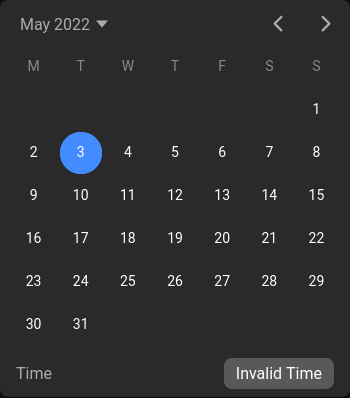 May 2022
M T W T F S S
1
2 3 4 5 6 7 8
9 10 11 12 13 14 15
16 17 18 19 20 21 22
23 24 25 26 27 28 29
30 31
Time Invalid Time